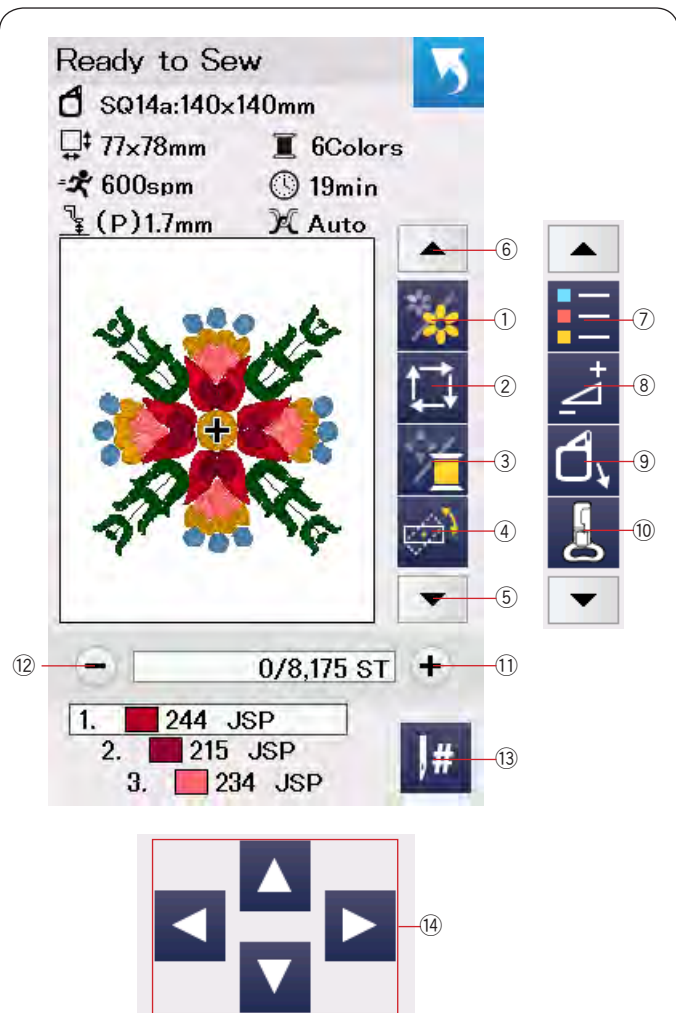 Ready to Sew
SQ14a:140x140mm
77x78mm 6Colors
600spm 19min
(P)1.7mm Auto
⑥
①
⑦
②
⑧
③
⑨
④
⑩
⑤
⑫ − 0/8,175 ST + ⑪
1. 244 JSP
2. 215 JSP
3. 234 JSP
# ⑬
⑭